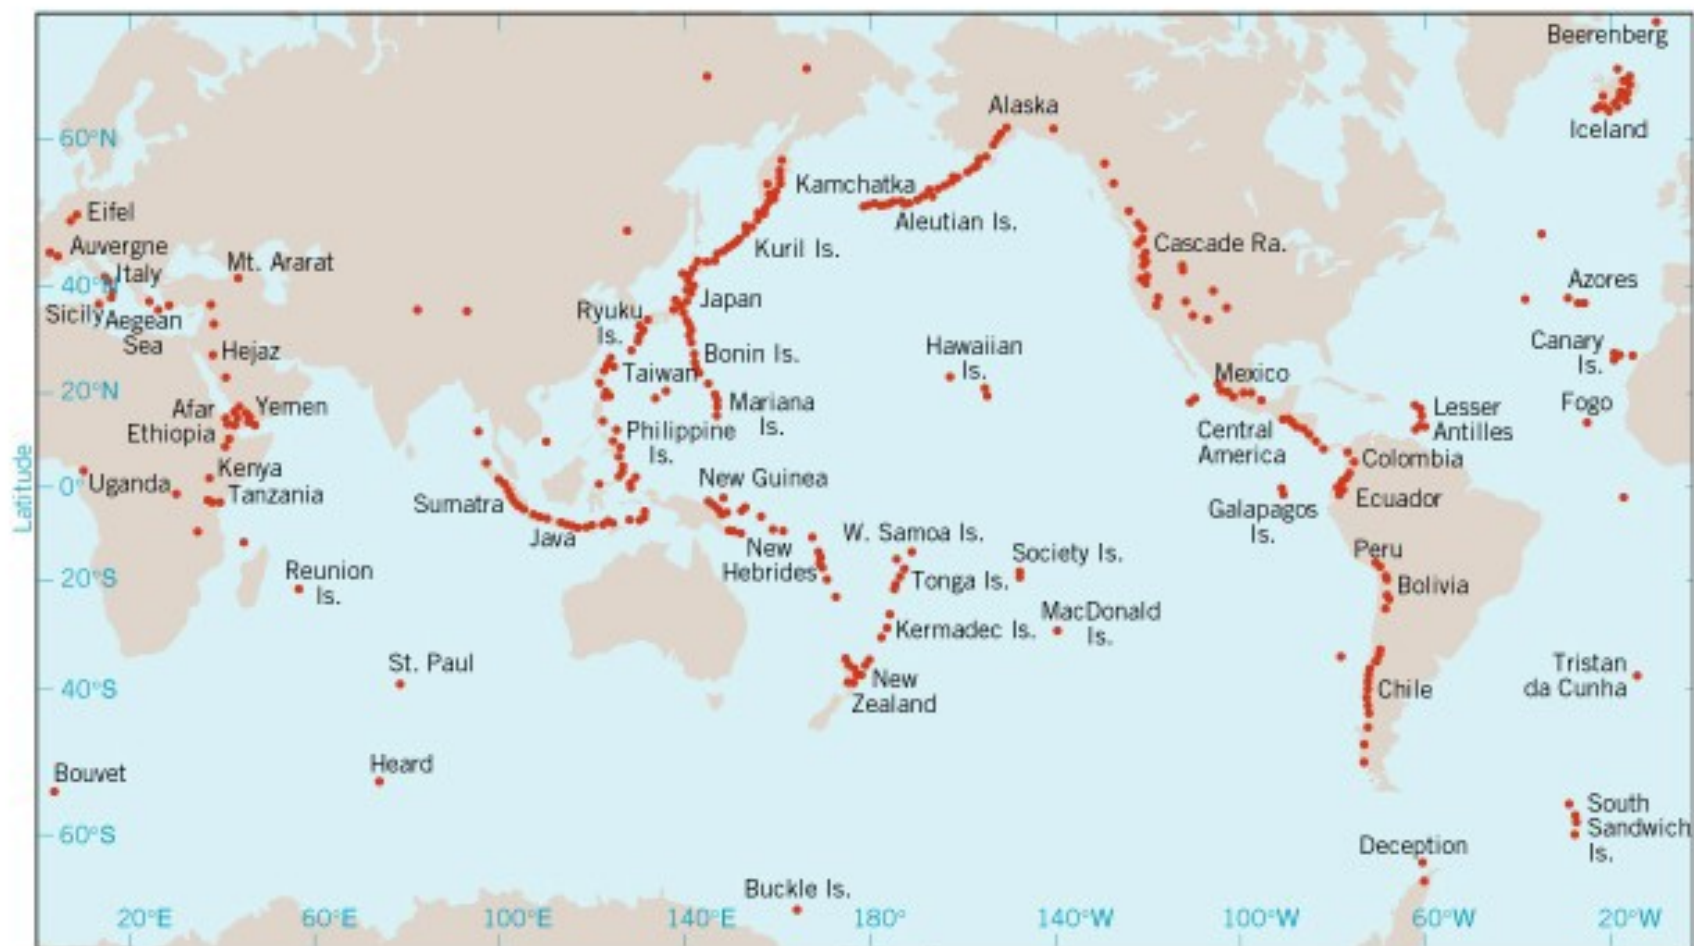 Beerenberg
Alaska
60°N
Iceland
Kamchatka
Eifel
Aleutian Is.
Auvergne
Kuril Is.
Cascade Ra.
Italy
Mt. Ararat
40°N
Azores
Japan
Sicily
Aegean
Sea
Ryuku
Is.
Hejaz
Bonin Is.
Hawaiian
Is.
Canary
Is.
Taiwan
Mexico
20°N
Afar
Yemen
Mariana
Is.
Lesser
Antilles
Fogo
Ethiopia
Philippine
Is.
Central
America
Colombia
Kenya
New Guinea
Latitude
0°
Uganda
Tanzania
Sumatra
Ecuador
Galapagos
Is.
Java
New
Hebrides
W. Samoa Is.
Society Is.
Peru
20°S
Reunion
Is.
Tonga Is.
Bolivia
MacDonald
Is.
Kermadec Is.
St. Paul
New
Zealand
Tristan
da Cunha
40°S
Chile
Bouvet
Heard
South
Sandwich
Is.
60°S
Deception
Buckle Is.
20°E
60°E
100°E
140°E
180°
140°W
100°W
60°W
20°W